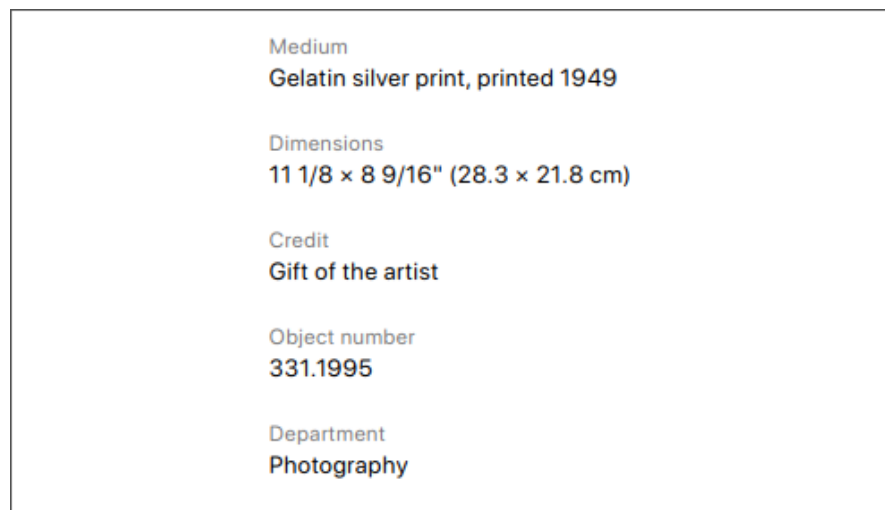 Medium
Gelatin silver print, printed 1949
Dimensions
11 1/8 × 8 9/16" (28.3 × 21.8 cm)
Credit
Gift of the artist
Object number
331.1995
Department
Photography